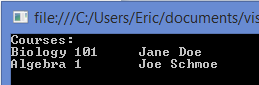 file:///C:/Users/Eric/documents/vis
Courses:
Biology 101 Jane Doe
Algebra 1 Joe Schmoe